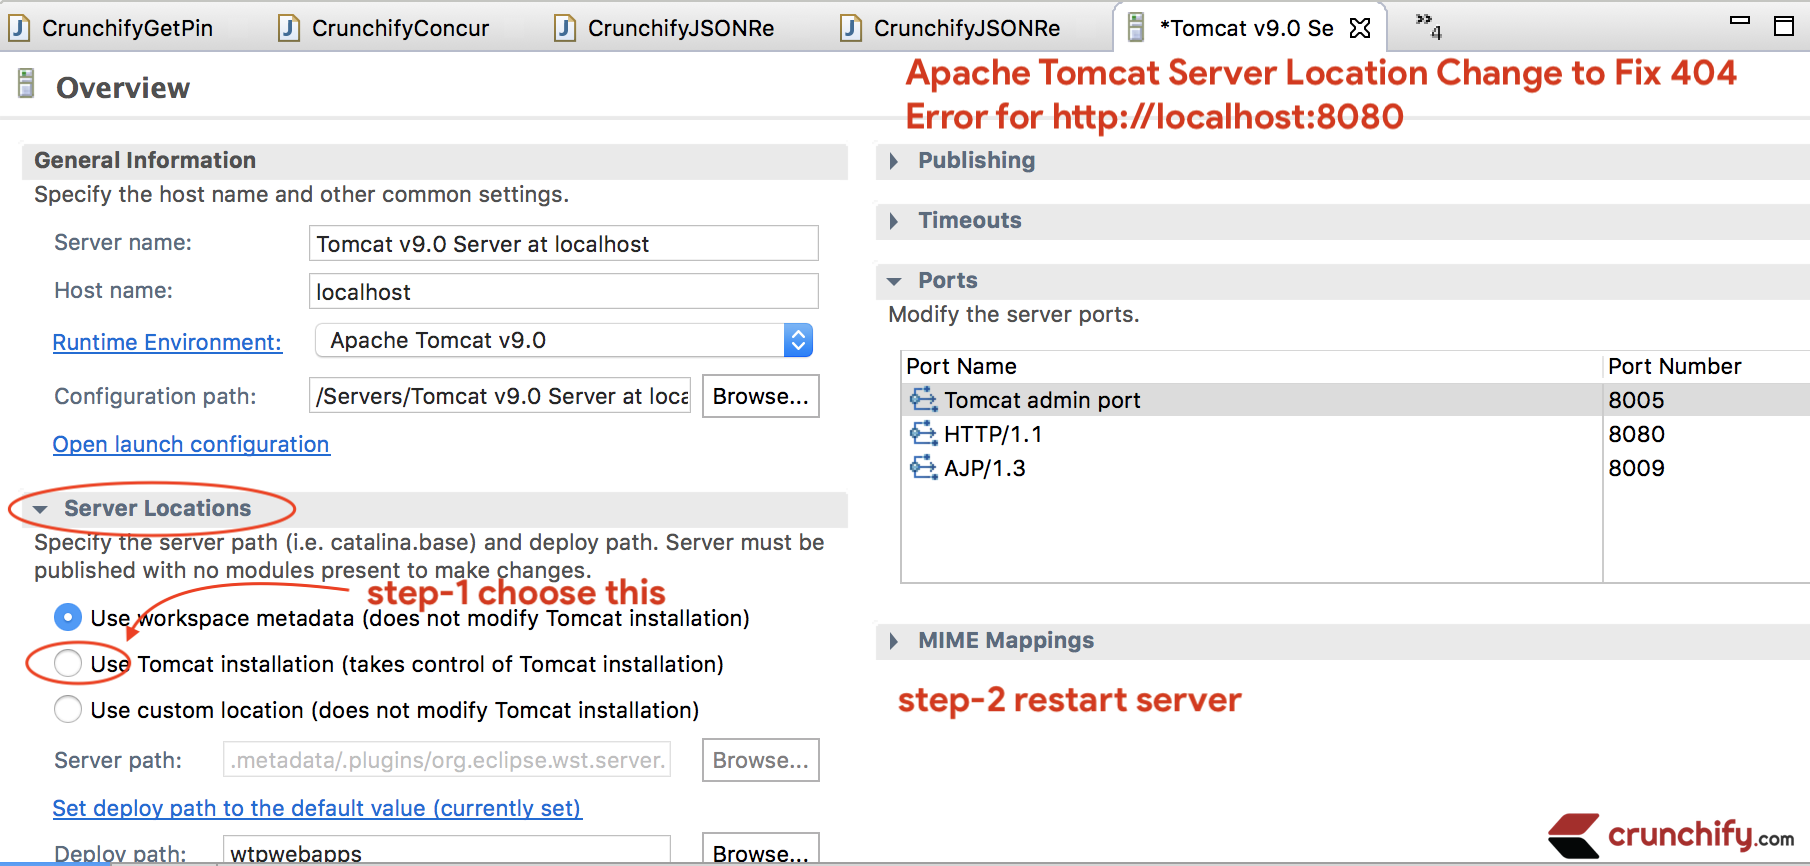 CrunchifyGetPin
CrunchifyConcur
CrunchifyJSONRe
CrunchifyJSONRe
*Tomcat v9.0 Se
4
Overview
Apache Tomcat Server Location Change to Fix 404
Error for http://localhost:8080
General Information
Specify the host name and other common settings.
Server name:
Tomcat v9.0 Server at localhost
Host name:
localhost
Runtime Environment:
Apache Tomcat v9.0
Configuration path:
/Servers/Tomcat v9.0 Server at loca
Browse...
Open launch configuration
Server Locations
Specify the server path (i.e. catalina.base) and deploy path. Server must be
published with no modules present to make changes.
step-1 choose this
Use workspace metadata (does not modify Tomcat installation)
Use Tomcat installation (takes control of Tomcat installation)
Use custom location (does not modify Tomcat installation)
Server path:
.metadata/.plugins/org.eclipse.wst.server.
Browse...
Set deploy path to the default value (currently set)
Deploy path:
wtpwebapps
Browse...
Publishing
Timeouts
Ports
Modify the server ports.
Port Name Port Number
Tomcat admin port 8005
HTTP/1.1 8080
AJP/1.3 8009
MIME Mappings
step-2 restart server
crunchify.com